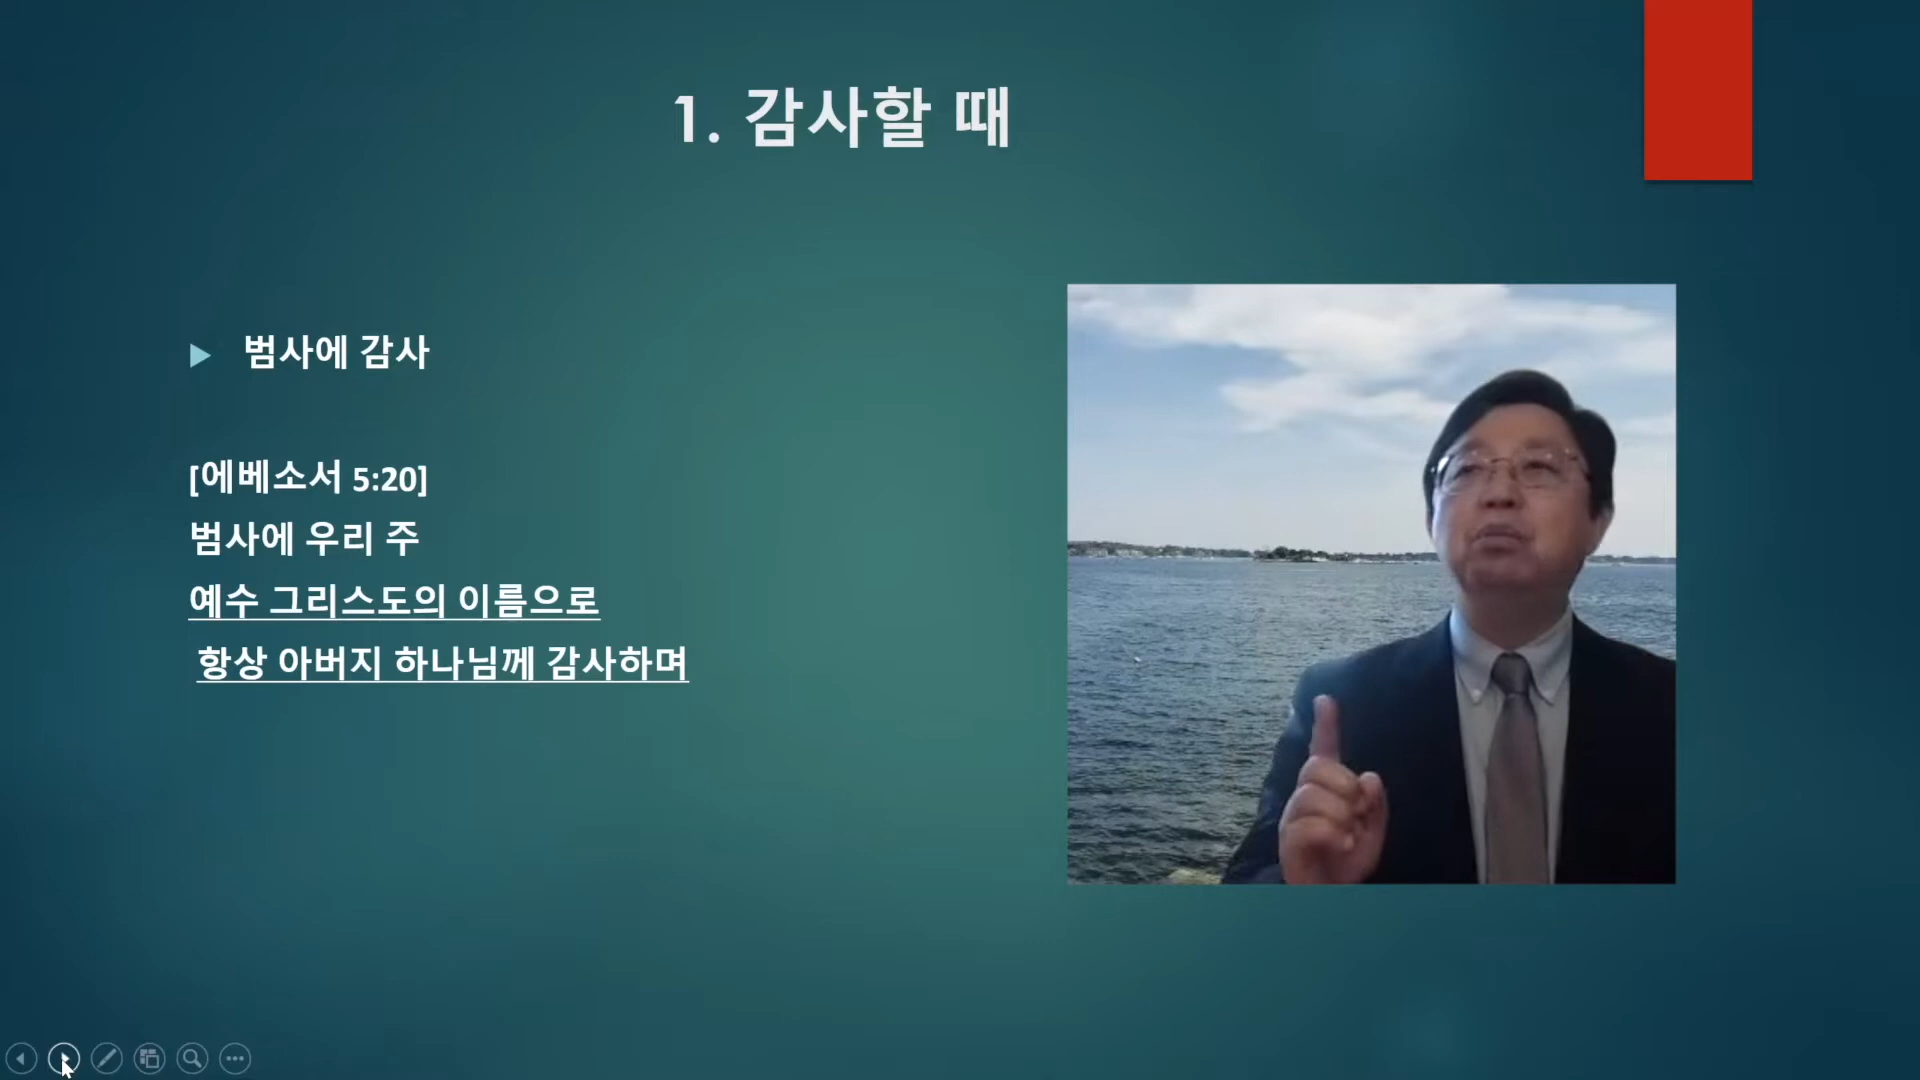 1. 감사할 때
범사에 감사
[에베소서 5:20]
범사에 우리 주
예수 그리스도의 이름으로
항상 아버지 하나님께 감사하며